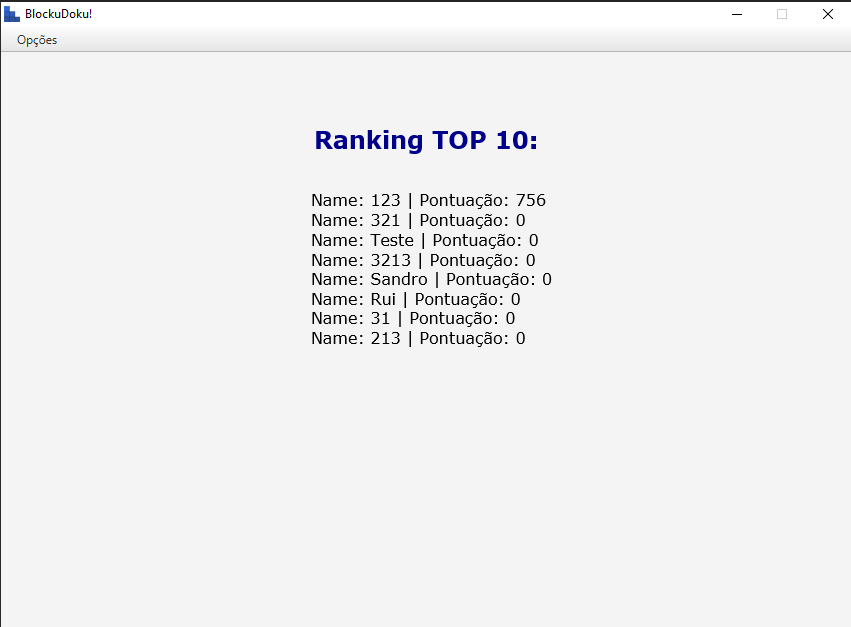 BlockuDoku!
Opções
Ranking TOP 10:
Name: 123 | Pontuação: 756
Name: 321 | Pontuação: 0
Name: Teste | Pontuação: 0
Name: 3213 | Pontuação: 0
Name: Sandro | Pontuação: 0
Name: Rui | Pontuação: 0
Name: 31 | Pontuação: 0
Name: 213 | Pontuação: 0